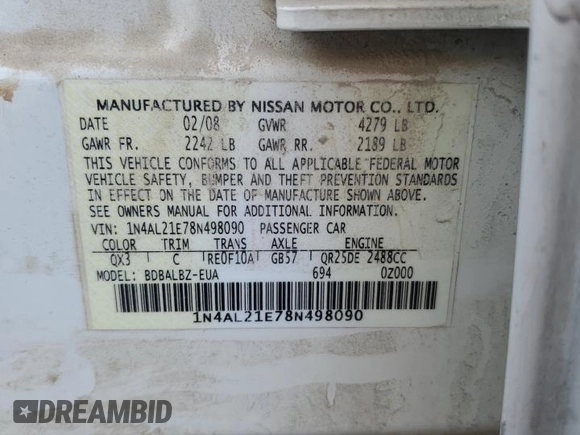 MANUFACTURED BY NISSAN MOTOR CO., LTD.
DATE 02/08 GVWR 4279 LB
GAWR FR. 2242 LB GAWR RR. 2189 LB
THIS VEHICLE CONFORMS TO ALL APPLICABLE FEDERAL MOTOR
VEHICLE SAFETY, BUMPER AND THEFT PREVENTION STANDARDS
IN EFFECT ON THE DATE OF MANUFACTURE SHOWN ABOVE.
SEE OWNERS MANUAL FOR ADDITIONAL INFORMATION.
VIN: 1N4AL21E78N498090 PASSENGER CAR
COLOR TRIM TRANS AXLE ENGINE
QX3 C RE0F10A GB57 QR25DE 2488CC
MODEL: BDBALBZ-EUA 694 0Z000
1N4AL21E78N498090
DREAMBID